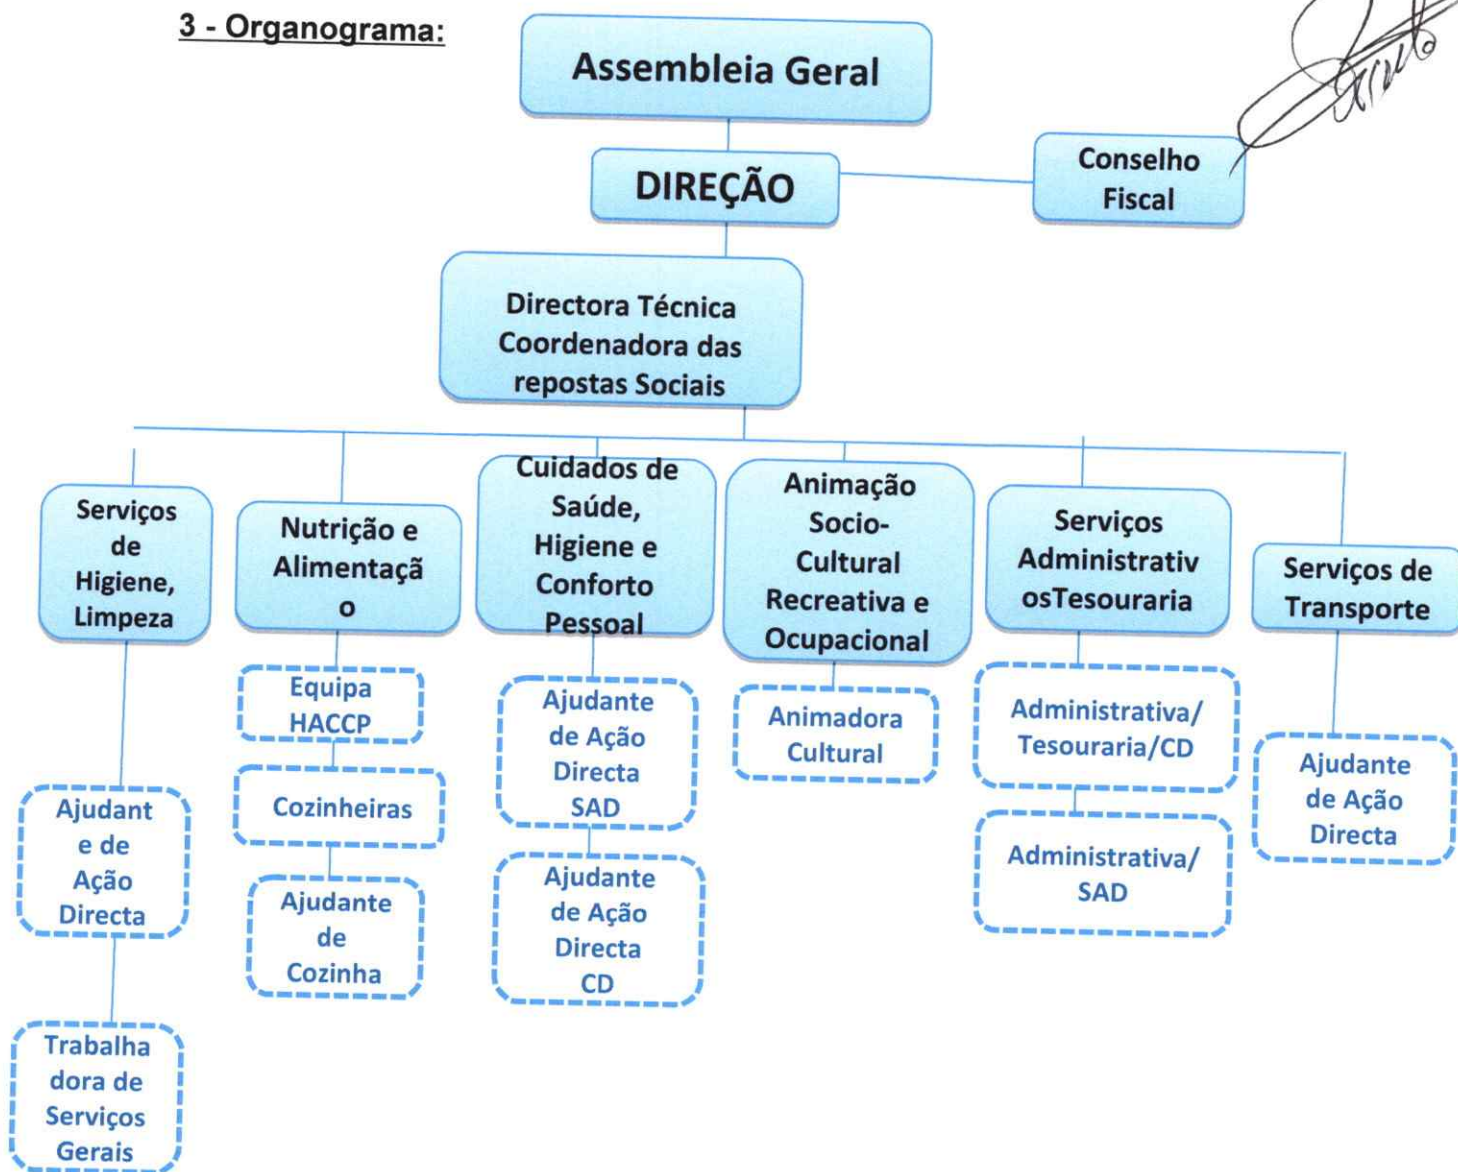 3 - Organograma:
Assembleia Geral
DIREÇÃO
Conselho
Fiscal
Directora Técnica
Coordenadora das
repostas Sociais
Serviços
de
Higiene,
Limpeza
Nutrição e
Alimentaçã
o
Cuidados de
Saúde,
Higiene e
Conforto
Pessoal
Animação
Socio-
Cultural
Recreativa e
Ocupacional
Serviços
Administrativ
osTesouraria
Serviços de
Transporte
Ajudant
e de
Ação
Directa
Trabalha
dora de
Serviços
Gerais
Equipa
HACCP
Cozinheiras
Ajudante
de
Cozinha
Ajudante
de Ação
Directa
SAD
Ajudante
de Ação
Directa
CD
Animadora
Cultural
Administrativa/
Tesouraria/CD
Administrativa/
SAD
Ajudante
de Ação
Directa